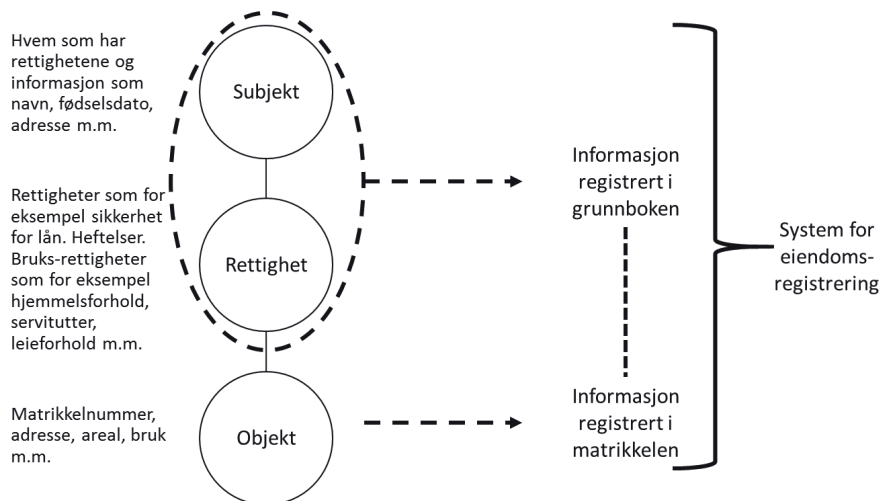 Hvem som har
rettighetene og
informasjon som
navn, fødselsdato,
adresse m.m.
Subjekt
Rettigheter som for
eksempel sikkerhet
for lån. Heftelser.
Bruks-rettigheter
som for eksempel
hjemmelsforhold,
servitutter,
leieforhold m.m.
Rettighet
Matrikkelnummer,
adresse, areal, bruk
m.m.
Objekt
Informasjon
registrert i
grunnboken
Informasjon
registrert i
matrikkelen
System for
eiendoms-
registrering